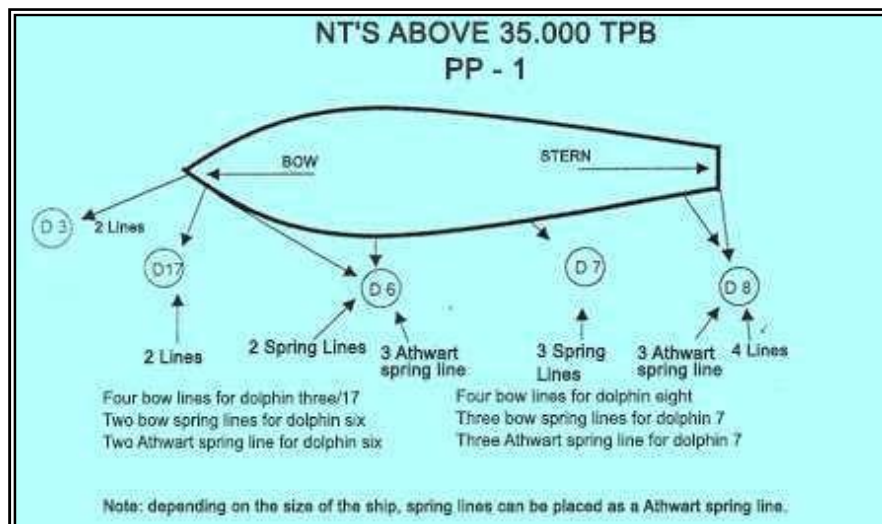 NT'S ABOVE 35.000 TPB
PP - 1
BOW
STERN
D 3
2 Lines
D17
D 6
D 7
D 8
2 Lines
2 Spring Lines
3 Athwart
spring line
3 Spring
Lines
3 Athwart
spring line
4 Lines
Four bow lines for dolphin three/17
Two bow spring lines for dolphin six
Two Athwart spring line for dolphin six
Four bow lines for dolphin eight
Three bow spring lines for dolphin 7
Three Athwart spring line for dolphin 7
Note: depending on the size of the ship, spring lines can be placed as a Athwart spring line.